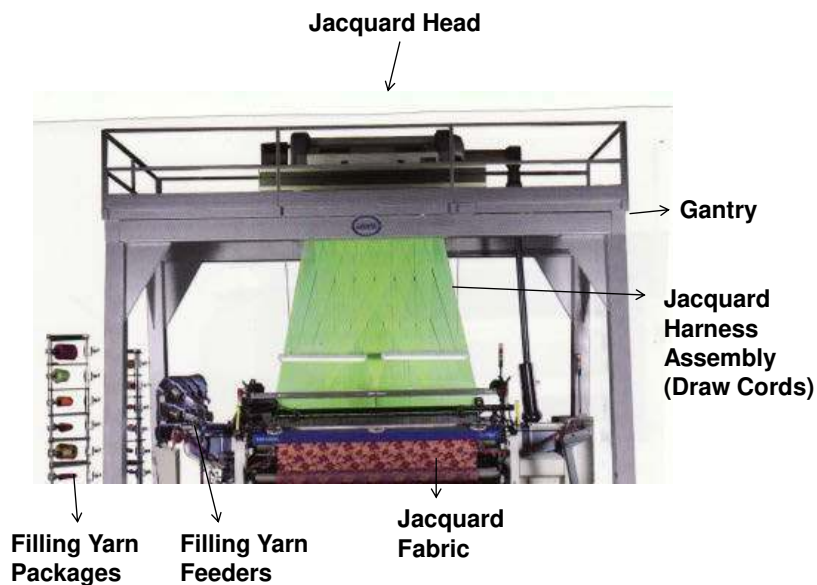 Jacquard Head
Gantry
Jacquard
Harness
Assembly
(Draw Cords)
Jacquard
Fabric
Filling Yarn
Packages
Filling Yarn
Feeders